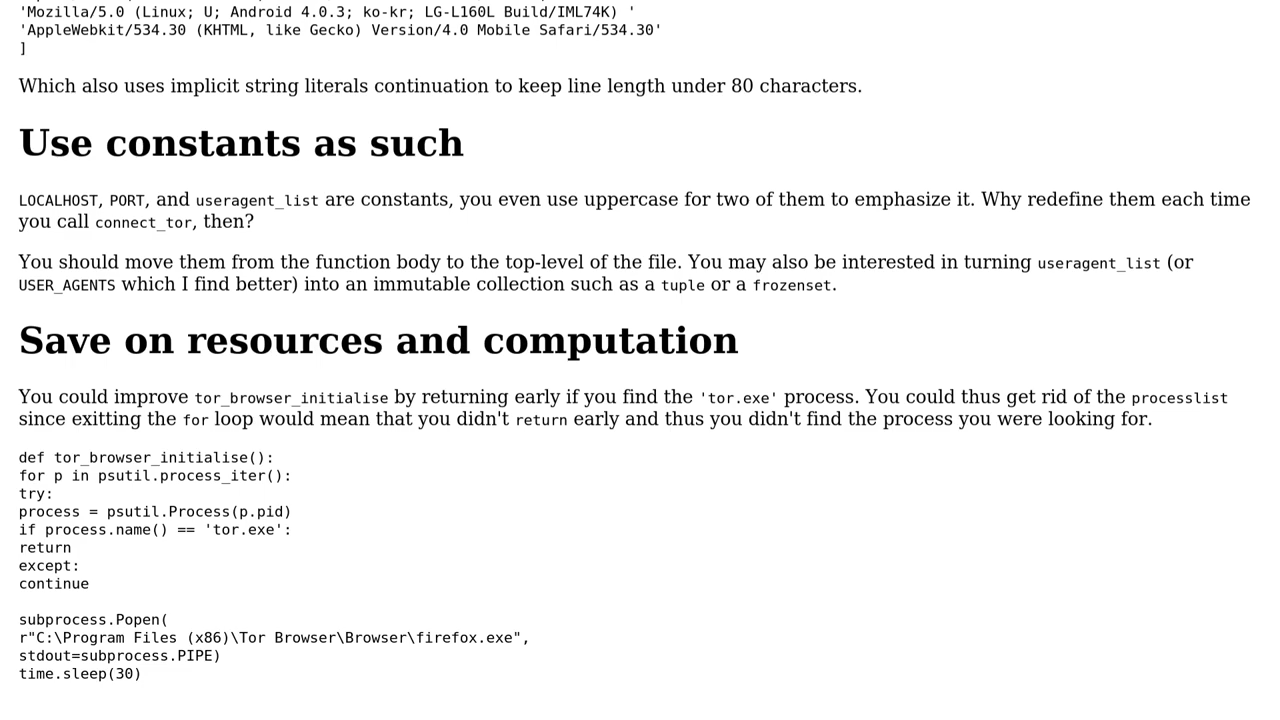 'Mozilla/5.0 (Linux; U; Android 4.0.3; ko-kr; LG-L160L Build/IML74K) '
'AppleWebkit/534.30 (KHTML, like Gecko) Version/4.0 Mobile Safari/534.30'
]
Which also uses implicit string literals continuation to keep line length under 80 characters.
Use constants as such
LOCALHOST, PORT, and useragent_list are constants, you even use uppercase for two of them to emphasize it. Why redefine them each time
you call connect_tor, then?
You should move them from the function body to the top-level of the file. You may also be interested in turning useragent_list (or
USER_AGENTS which I find better) into an immutable collection such as a tuple or a frozenset.
Save on resources and computation
You could improve tor_browser_initialise by returning early if you find the 'tor.exe' process. You could thus get rid of the processlist
since exitting the for loop would mean that you didn't return early and thus you didn't find the process you were looking for.
def tor_browser_initialise():
for p in psutil.process_iter():
try:
process = psutil.Process(p.pid)
if process.name() == 'tor.exe':
return
except:
continue
subprocess.Popen(
r"C:\Program Files (x86)\Tor Browser\Browser\firefox.exe",
stdout=subprocess.PIPE)
time.sleep(30)